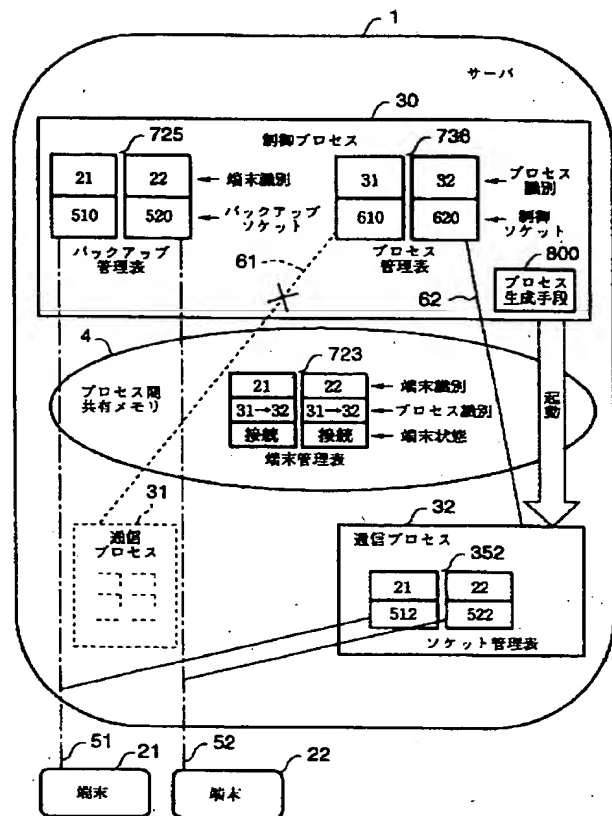 1
サーバ
30
制御プロセス
725
21 22 ←端末識別
510 520 ←バックアップ
ソケット
バックアップ
管理表
736
31 32 プロセス
識別
610 620 制御
ソケット
プロセス
管理表
800
プロセス
生成手段
61
62
4
プロセス間
共有メモリ
723
21 22 ←端末識別
31→32 31→32 ←プロセス識別
接続 接続 ←端末状態
端末管理表
起動
31
通信
プロセス
32
通信プロセス
352
21 22
512 522
ソケット管理表
51
21
端末
52
22
端末